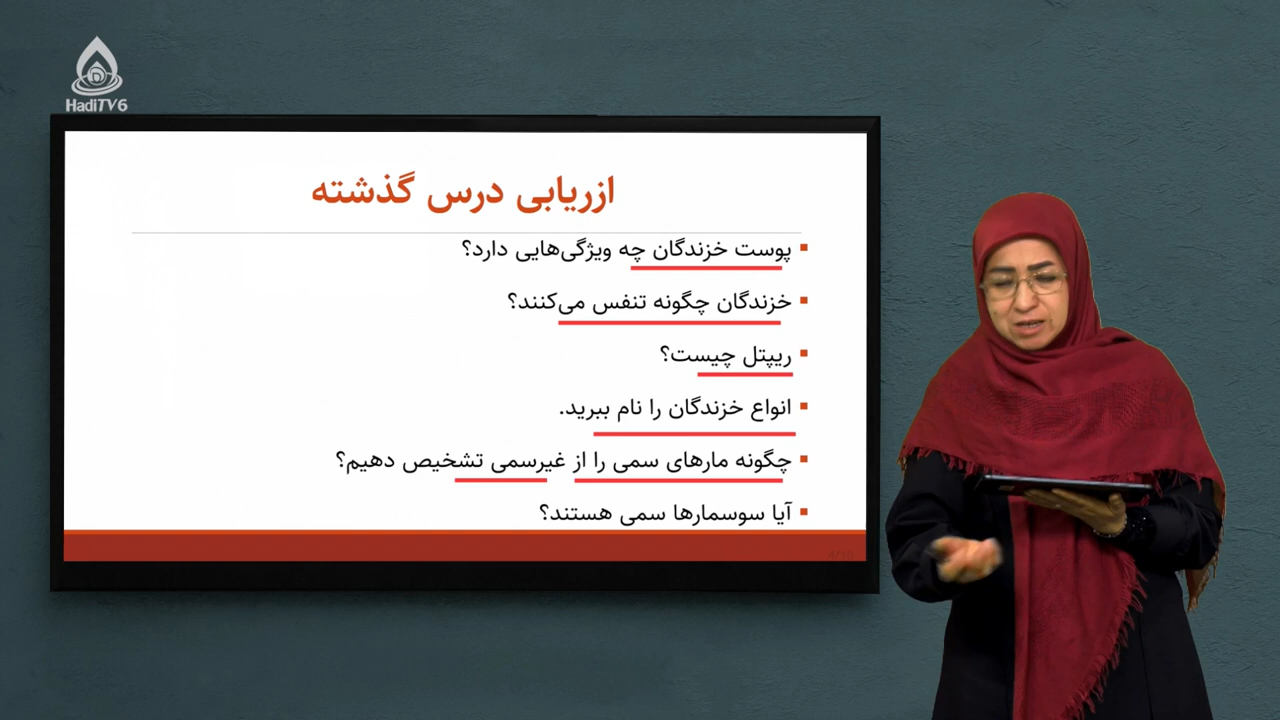 HadiTV6
ازریابی درس گذشته
پوست خزندگان چه ویژگی‌هایی دارد؟
خزندگان چگونه تنفس می‌کنند؟
ریپتل چیست؟
انواع خزندگان را نام ببرید.
چگونه مارهای سمی را از غیرسمی تشخیص دهیم؟
آیا سوسمارها سمی هستند؟